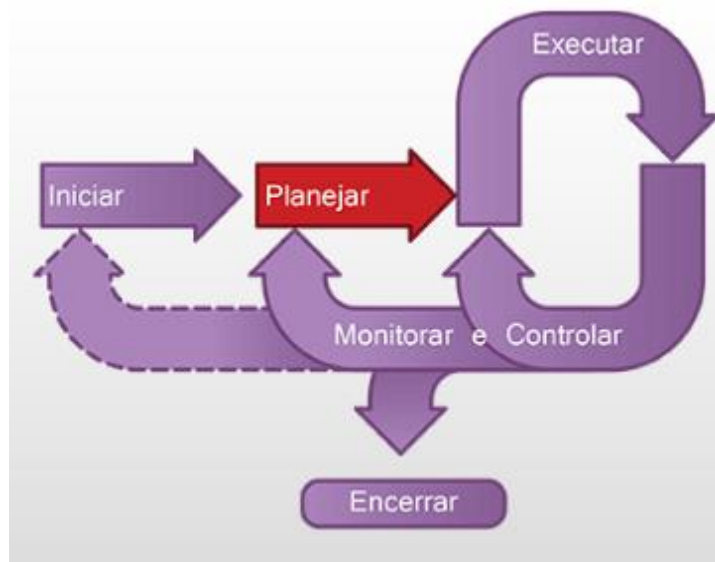 Executar
Iniciar
Planejar
Monitorar e Controlar
Encerrar